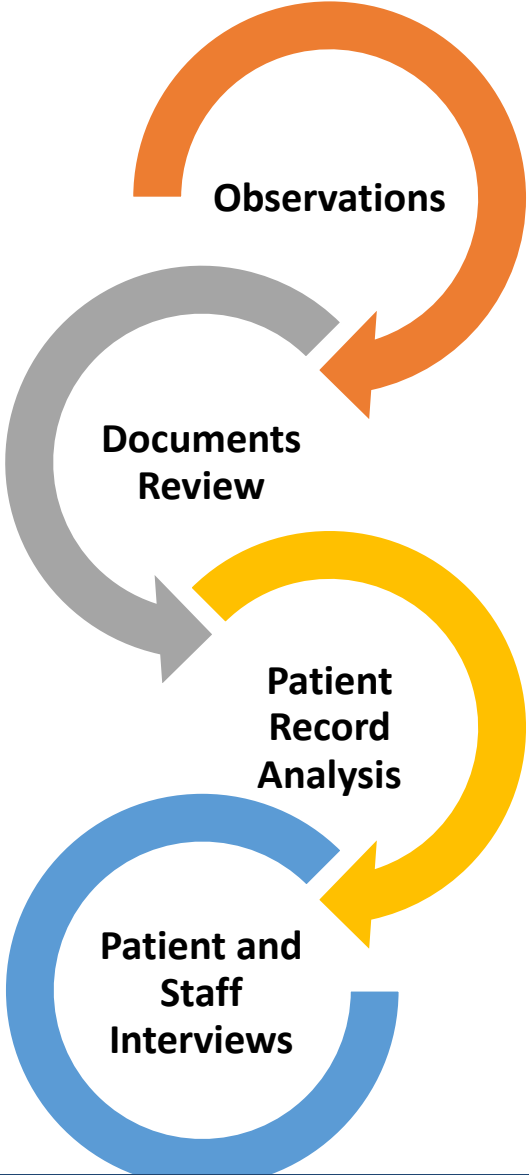 Observations
Documents
Review
Patient
Record
Analysis
Patient and
Staff
Interviews